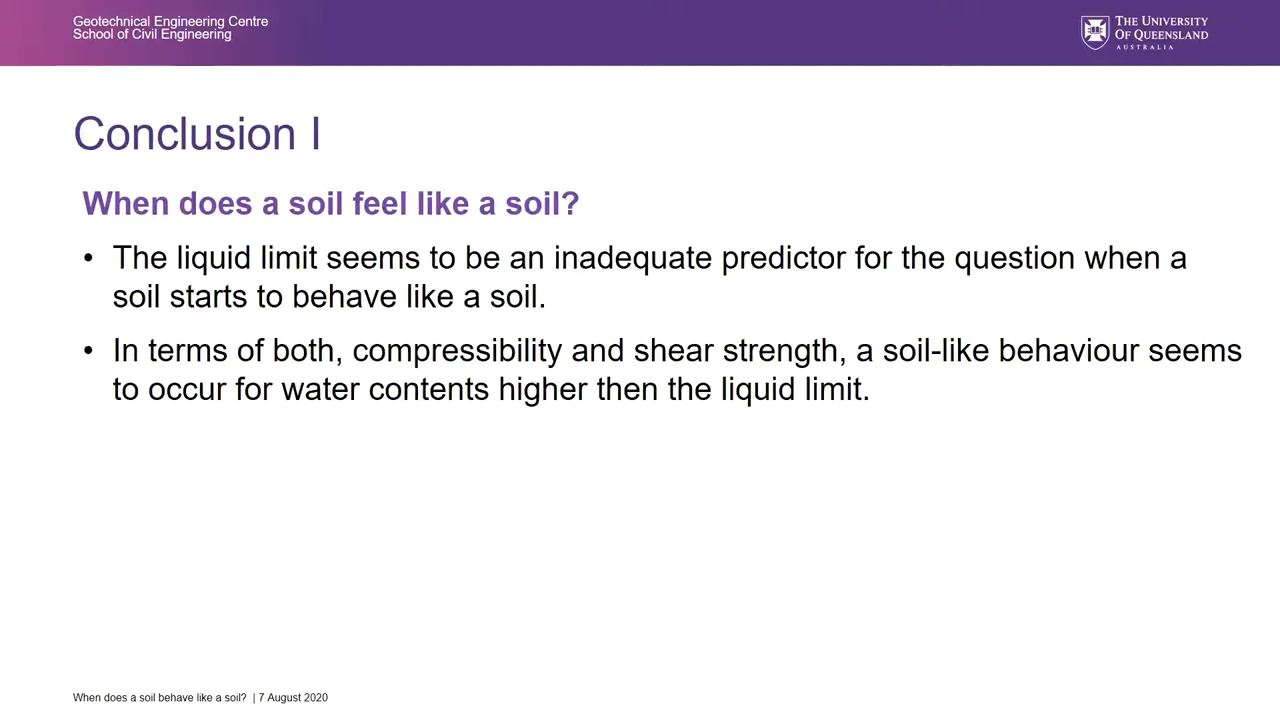 Geotechnical Engineering Centre
School of Civil Engineering
THE UNIVERSITY
OF QUEENSLAND
AUSTRALIA
Conclusion I
When does a soil feel like a soil?
• The liquid limit seems to be an inadequate predictor for the question when a
soil starts to behave like a soil.
• In terms of both, compressibility and shear strength, a soil-like behaviour seems
to occur for water contents higher then the liquid limit.
When does a soil behave like a soil? | 7 August 2020